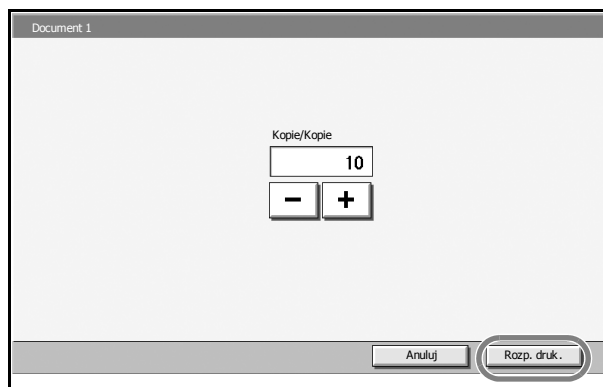 Document 1
Kopie/Kopie
10
− +
Anuluj Rozp. druk.